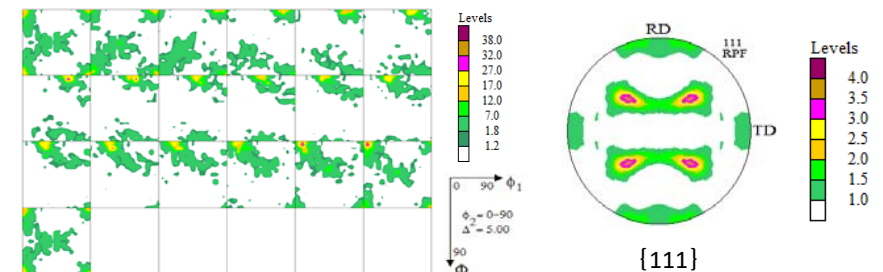 Levels
38.0
32.0
27.0
17.0
12.0
7.0
1.8
1.2
0 90 ϕ1
ϕ2= 0-90
Δ = 5.00
90
Φ
RD
111
RPF
TD
{111}
Levels
4.0
3.5
3.0
2.5
2.0
1.5
1.0